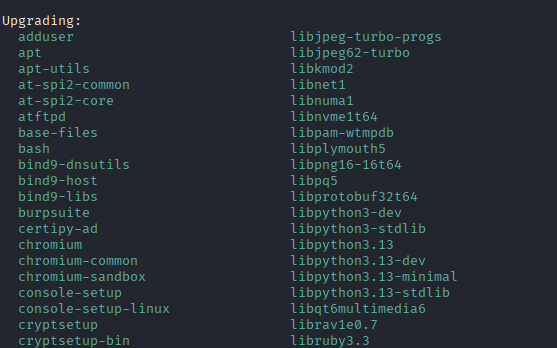 Upgrading:
adduser libjpeg-turbo-progs
apt libjpeg62-turbo
apt-utils libkmod2
at-spi2-common libnet1
at-spi2-core libnuma1
atftpd libnvme1t64
base-files libpam-wtmpdb
bash libplymouth5
bind9-dnsutils libpng16-16t64
bind9-host libpq5
bind9-libs libprotobuf32t64
burpsuite libpython3-dev
certipy-ad libpython3-stdlib
chromium libpython3.13
chromium-common libpython3.13-dev
chromium-sandbox libpython3.13-minimal
console-setup libpython3.13-stdlib
console-setup-linux libqt6multimedia6
cryptsetup librav1e0.7
cryptsetup-bin libruby3.3